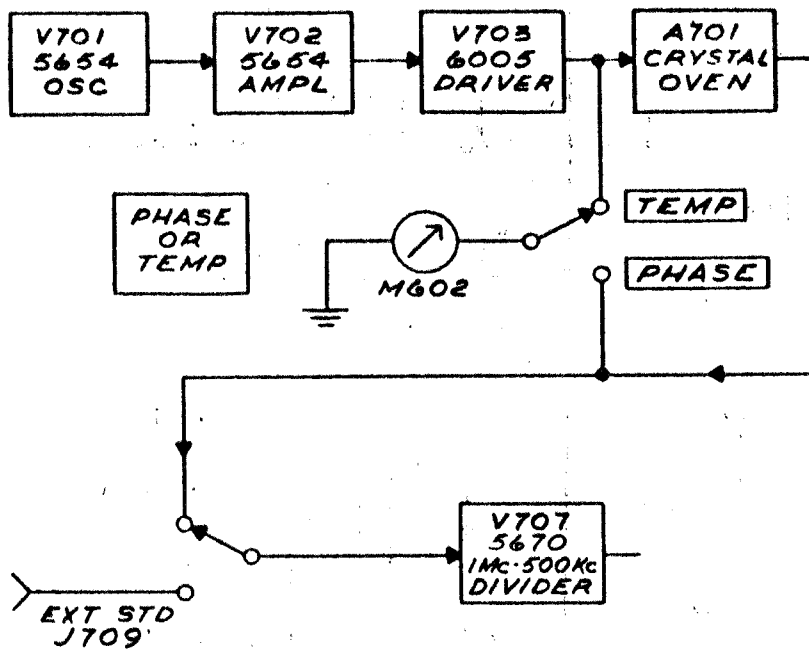 V701
5654
OSC
V702
5654
AMPL
V703
6005
DRIVER
A701
CRYSTAL
OVEN
PHASE
OR
TEMP
M602
TEMP
PHASE
V707
5670
1MC-500KC
DIVIDER
EXT STD
J709